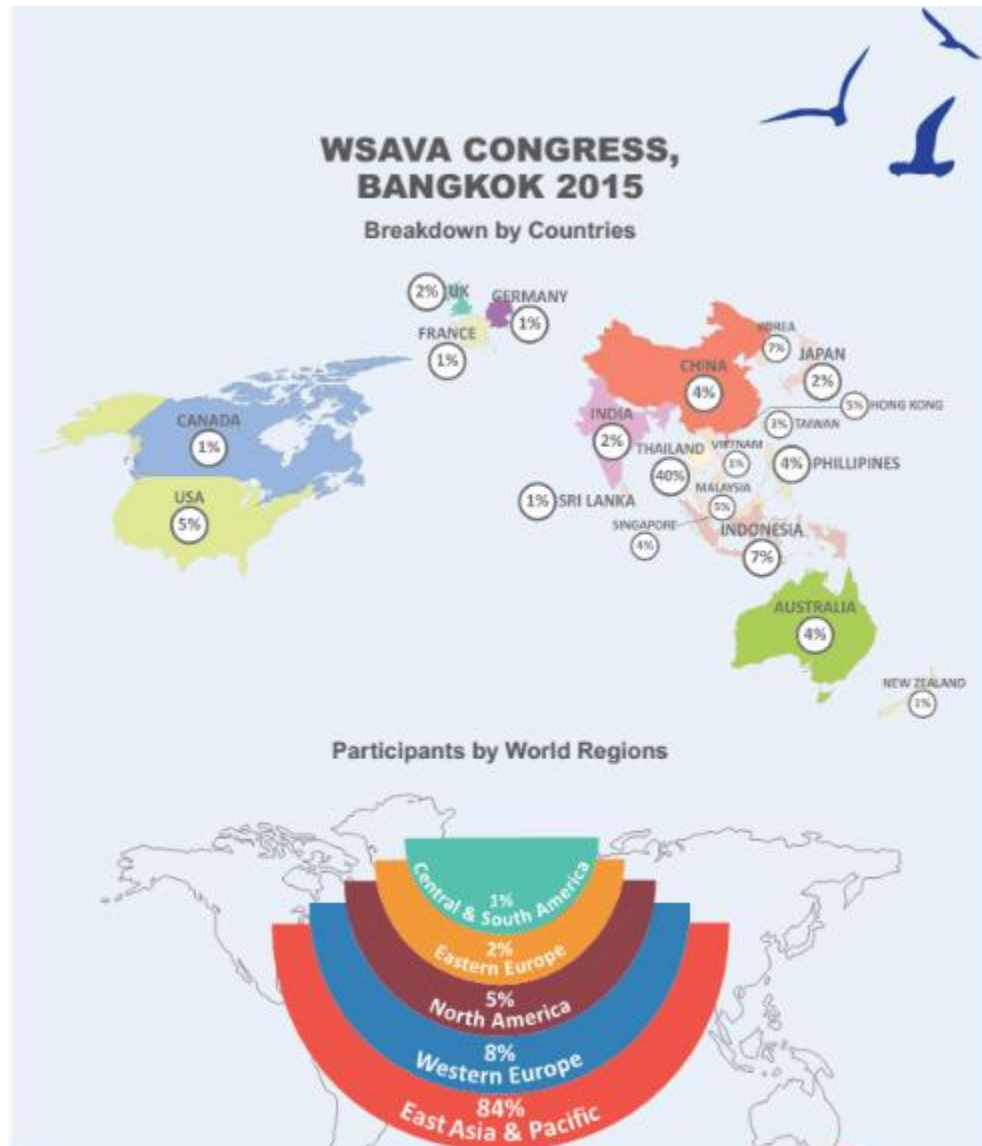 WSAVA CONGRESS,
BANGKOK 2015
Breakdown by Countries
2% UK
GERMANY
1%
FRANCE
1%
CANADA
1%
USA
5%
KOREA
7%
CHINA
4%
JAPAN
2%
5% HONG KONG
INDIA
2%
3% TAIWAN
THAILAND
40%
VIETNAM
4% PHILLIPINES
MALAYSIA
5%
1% SRI LANKA
SINGAPORE
4%
INDONESIA
7%
AUSTRALIA
4%
NEW ZEALAND
1%
Participants by World Regions
1%
Central & South America
2%
Eastern Europe
5%
North America
8%
Western Europe
84%
East Asia & Pacific